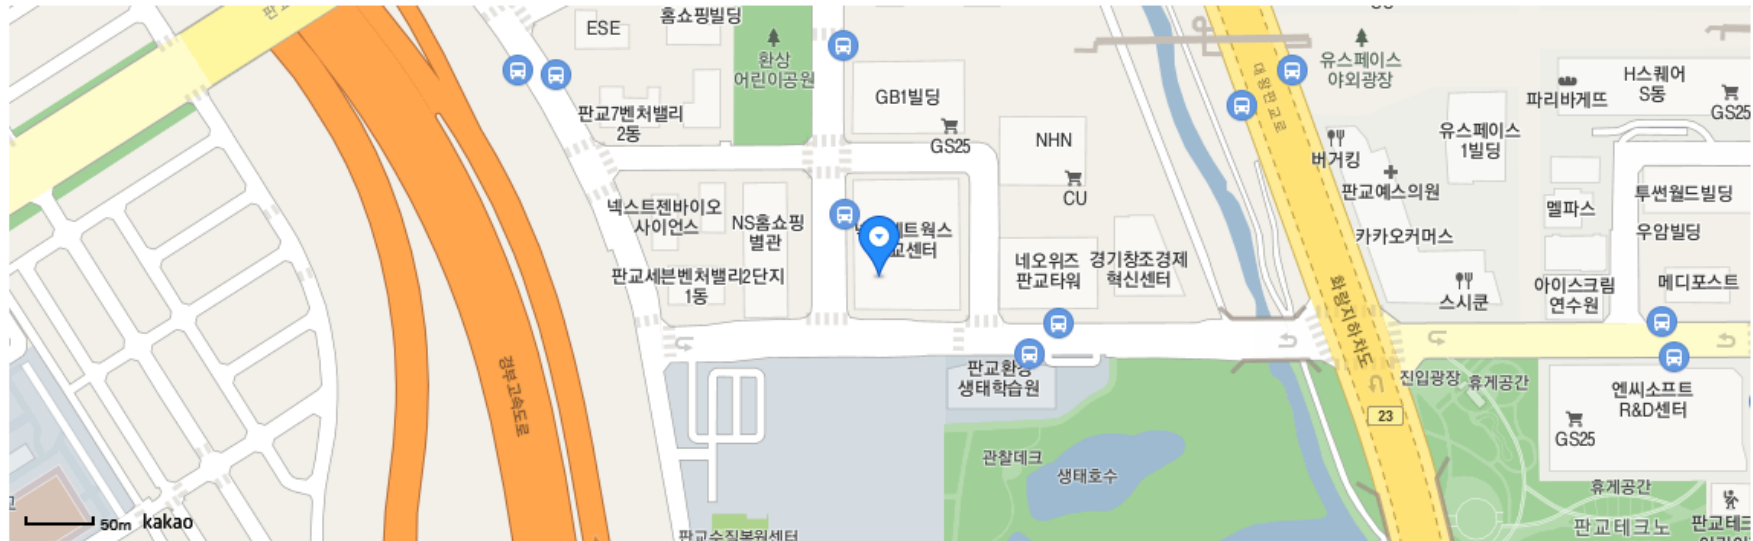 ESE
홈쇼핑빌딩
환상
어린이공원
판교7벤처밸리
2동
GB1빌딩
GS25
NHN
CU
대왕판교로
유스페이스
야외광장
버거킹
판교예스의원
카카오커머스
스시쿤
유스페이스
1빌딩
파리바게뜨
H스퀘어
S동
GS25
멜파스
투썬월드빌딩
우암빌딩
아이스크림
연수원
메디포스트
넥스트젠바이오
사이언스
NS홈쇼핑
별관
판교세븐벤처밸리2단지
1동
네오위즈
판교타워
경기창조경제
혁신센터
화랑지하차도
경부고속도로
판교환경
생태학습원
관찰데크
생태호수
진입광장
휴게공간
23
엔씨소프트
R&D센터
GS25
휴게공간
판교테크노
50m
kakao
판교수질복원센터